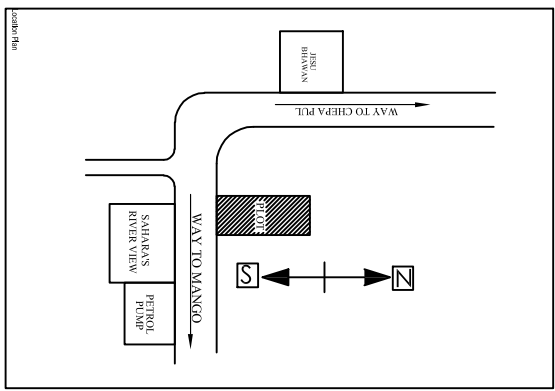 Location Plan
JESU
BHAWAN
WAY TO CHEPA PUL
PLOT
SAHARA'S
RIVER VIEW
WAY TO MANGO
PETROL
PUMP
S
N